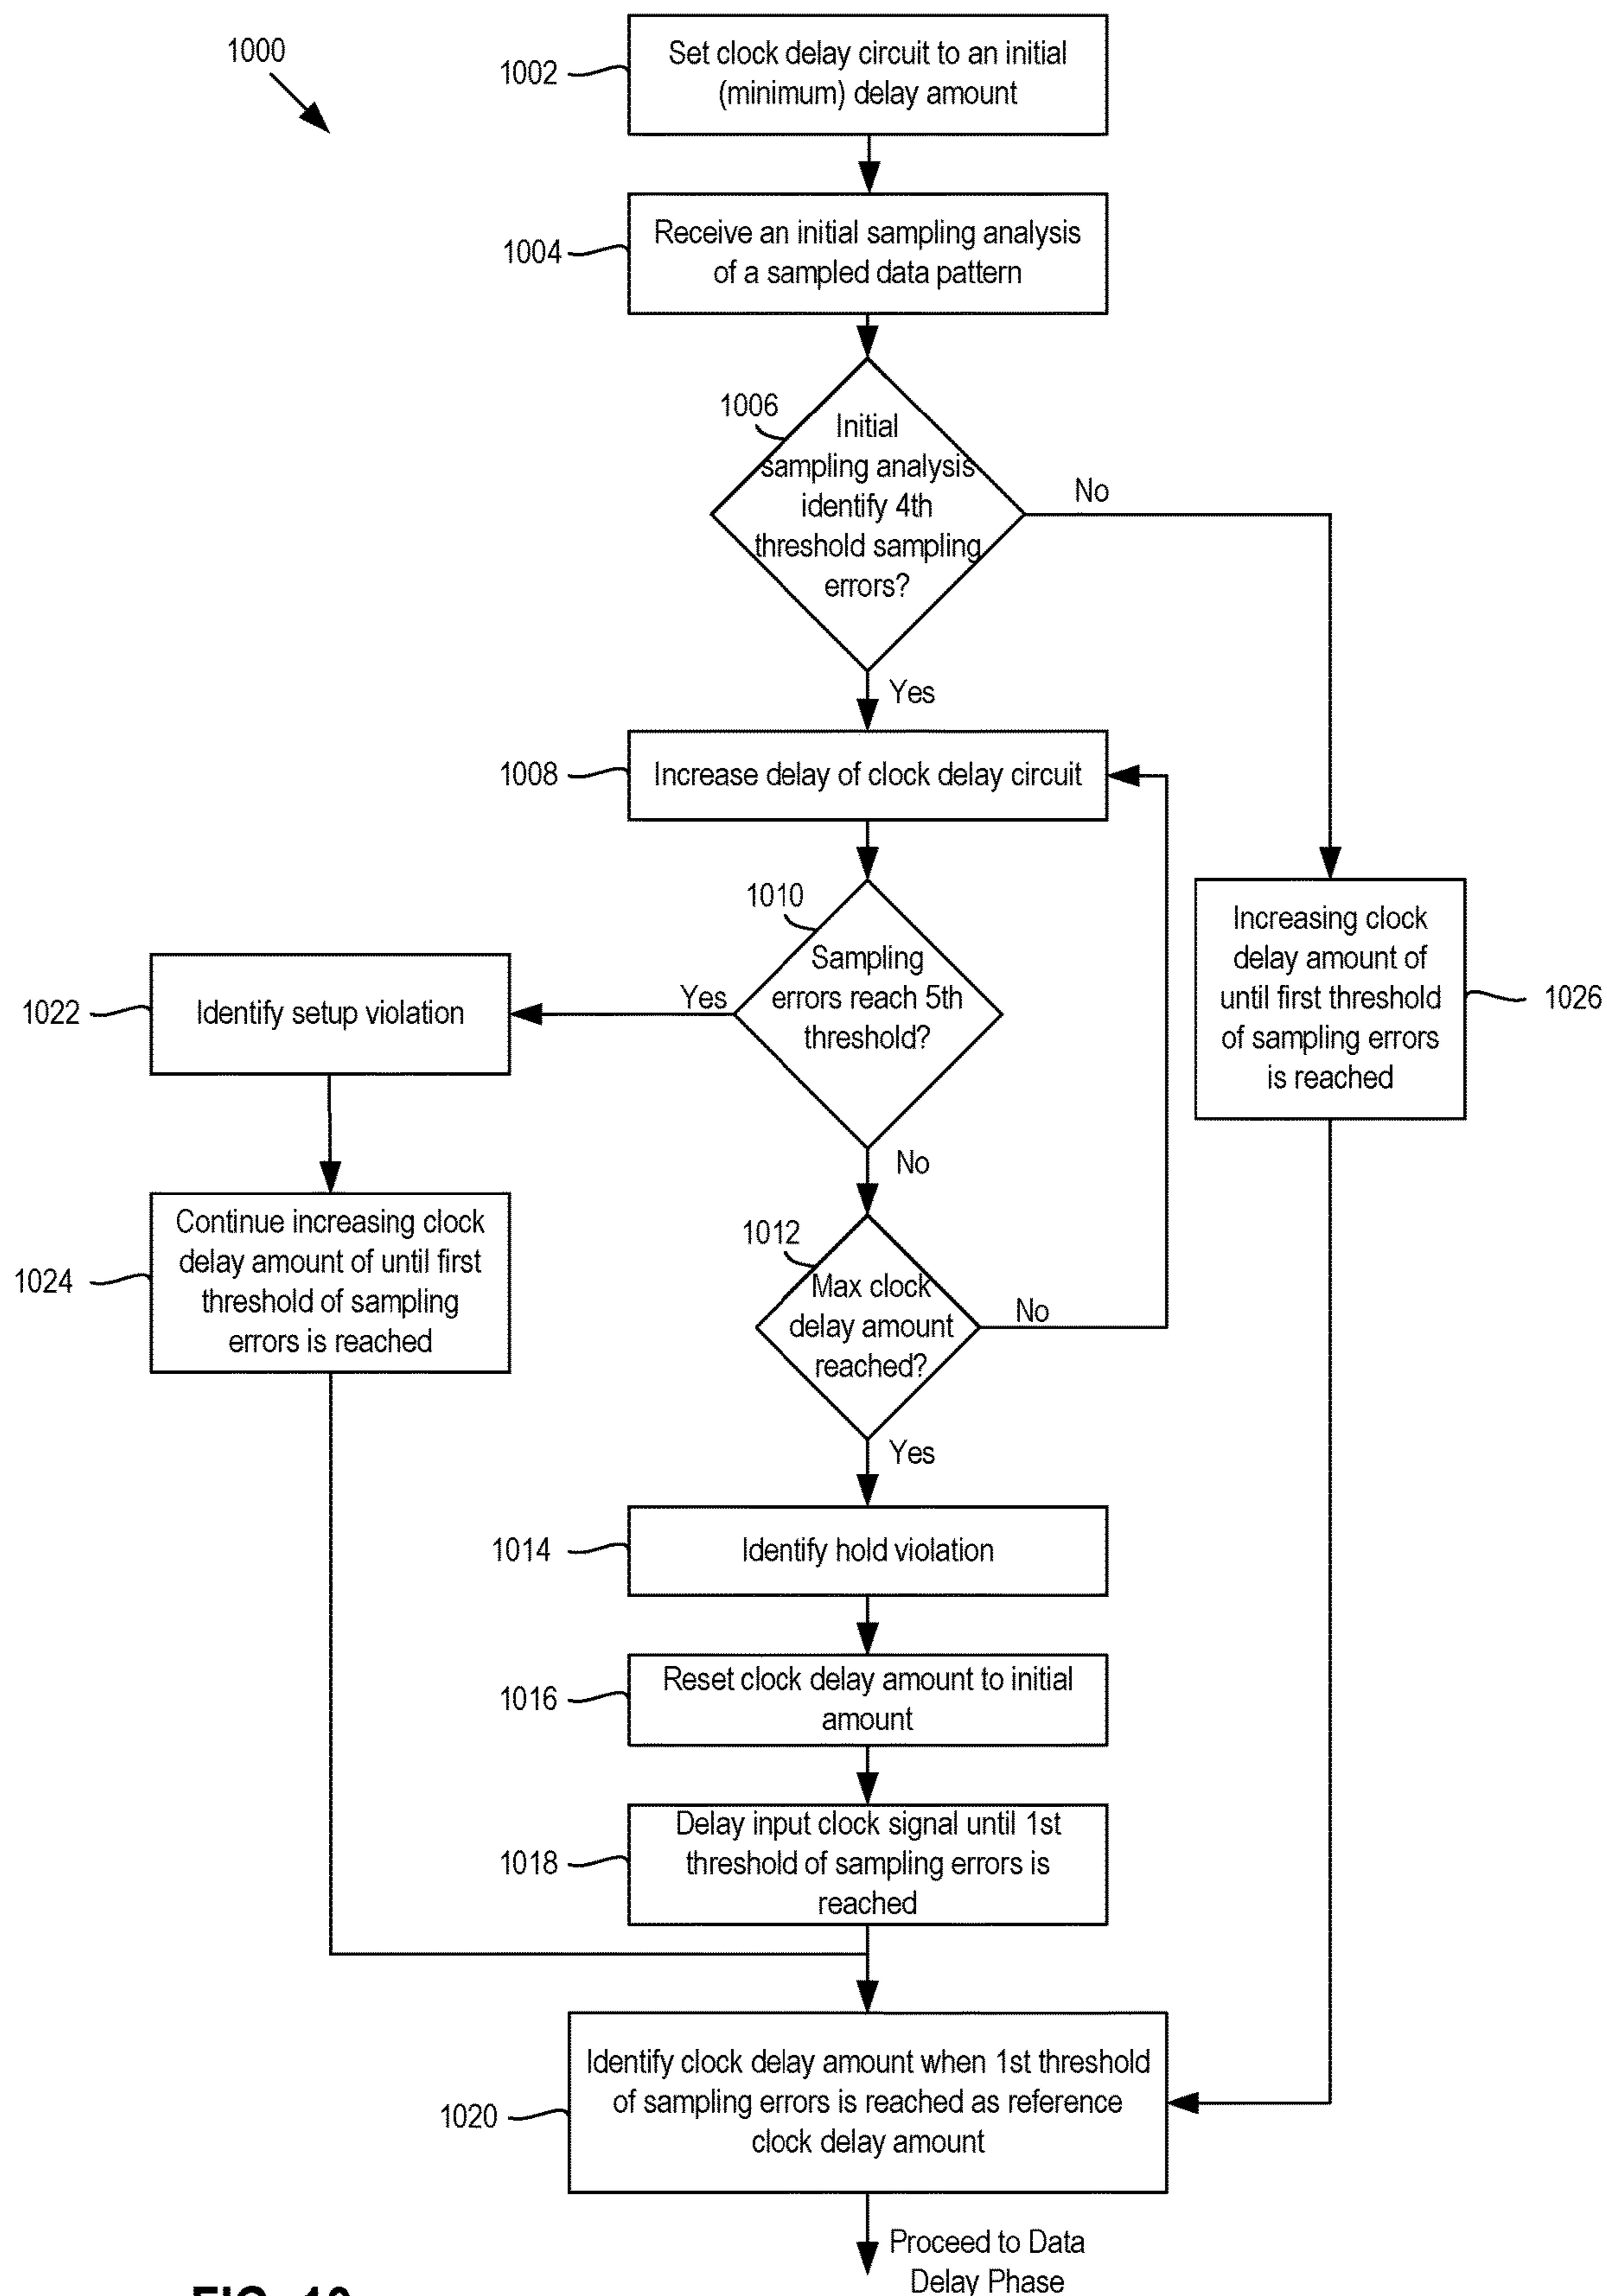 1000
1002
Set clock delay circuit to an initial
(minimum) delay amount
1004
Receive an initial sampling analysis
of a sampled data pattern
1006
Initial
sampling analysis
identify 4th
threshold sampling
errors?
No
Yes
1008
Increase delay of clock delay circuit
1010
Sampling
errors reach 5th
threshold?
Yes
No
1022
Identify setup violation
1026
Increasing clock
delay amount of
until first threshold
of sampling errors
is reached
1024
Continue increasing clock
delay amount of until first
threshold of sampling
errors is reached
1012
Max clock
delay amount
reached?
No
Yes
1014
Identify hold violation
1016
Reset clock delay amount to initial
amount
1018
Delay input clock signal until 1st
threshold of sampling errors is
reached
1020
Identify clock delay amount when 1st threshold
of sampling errors is reached as reference
clock delay amount
Proceed to Data
Delay Phase
FIG. 10